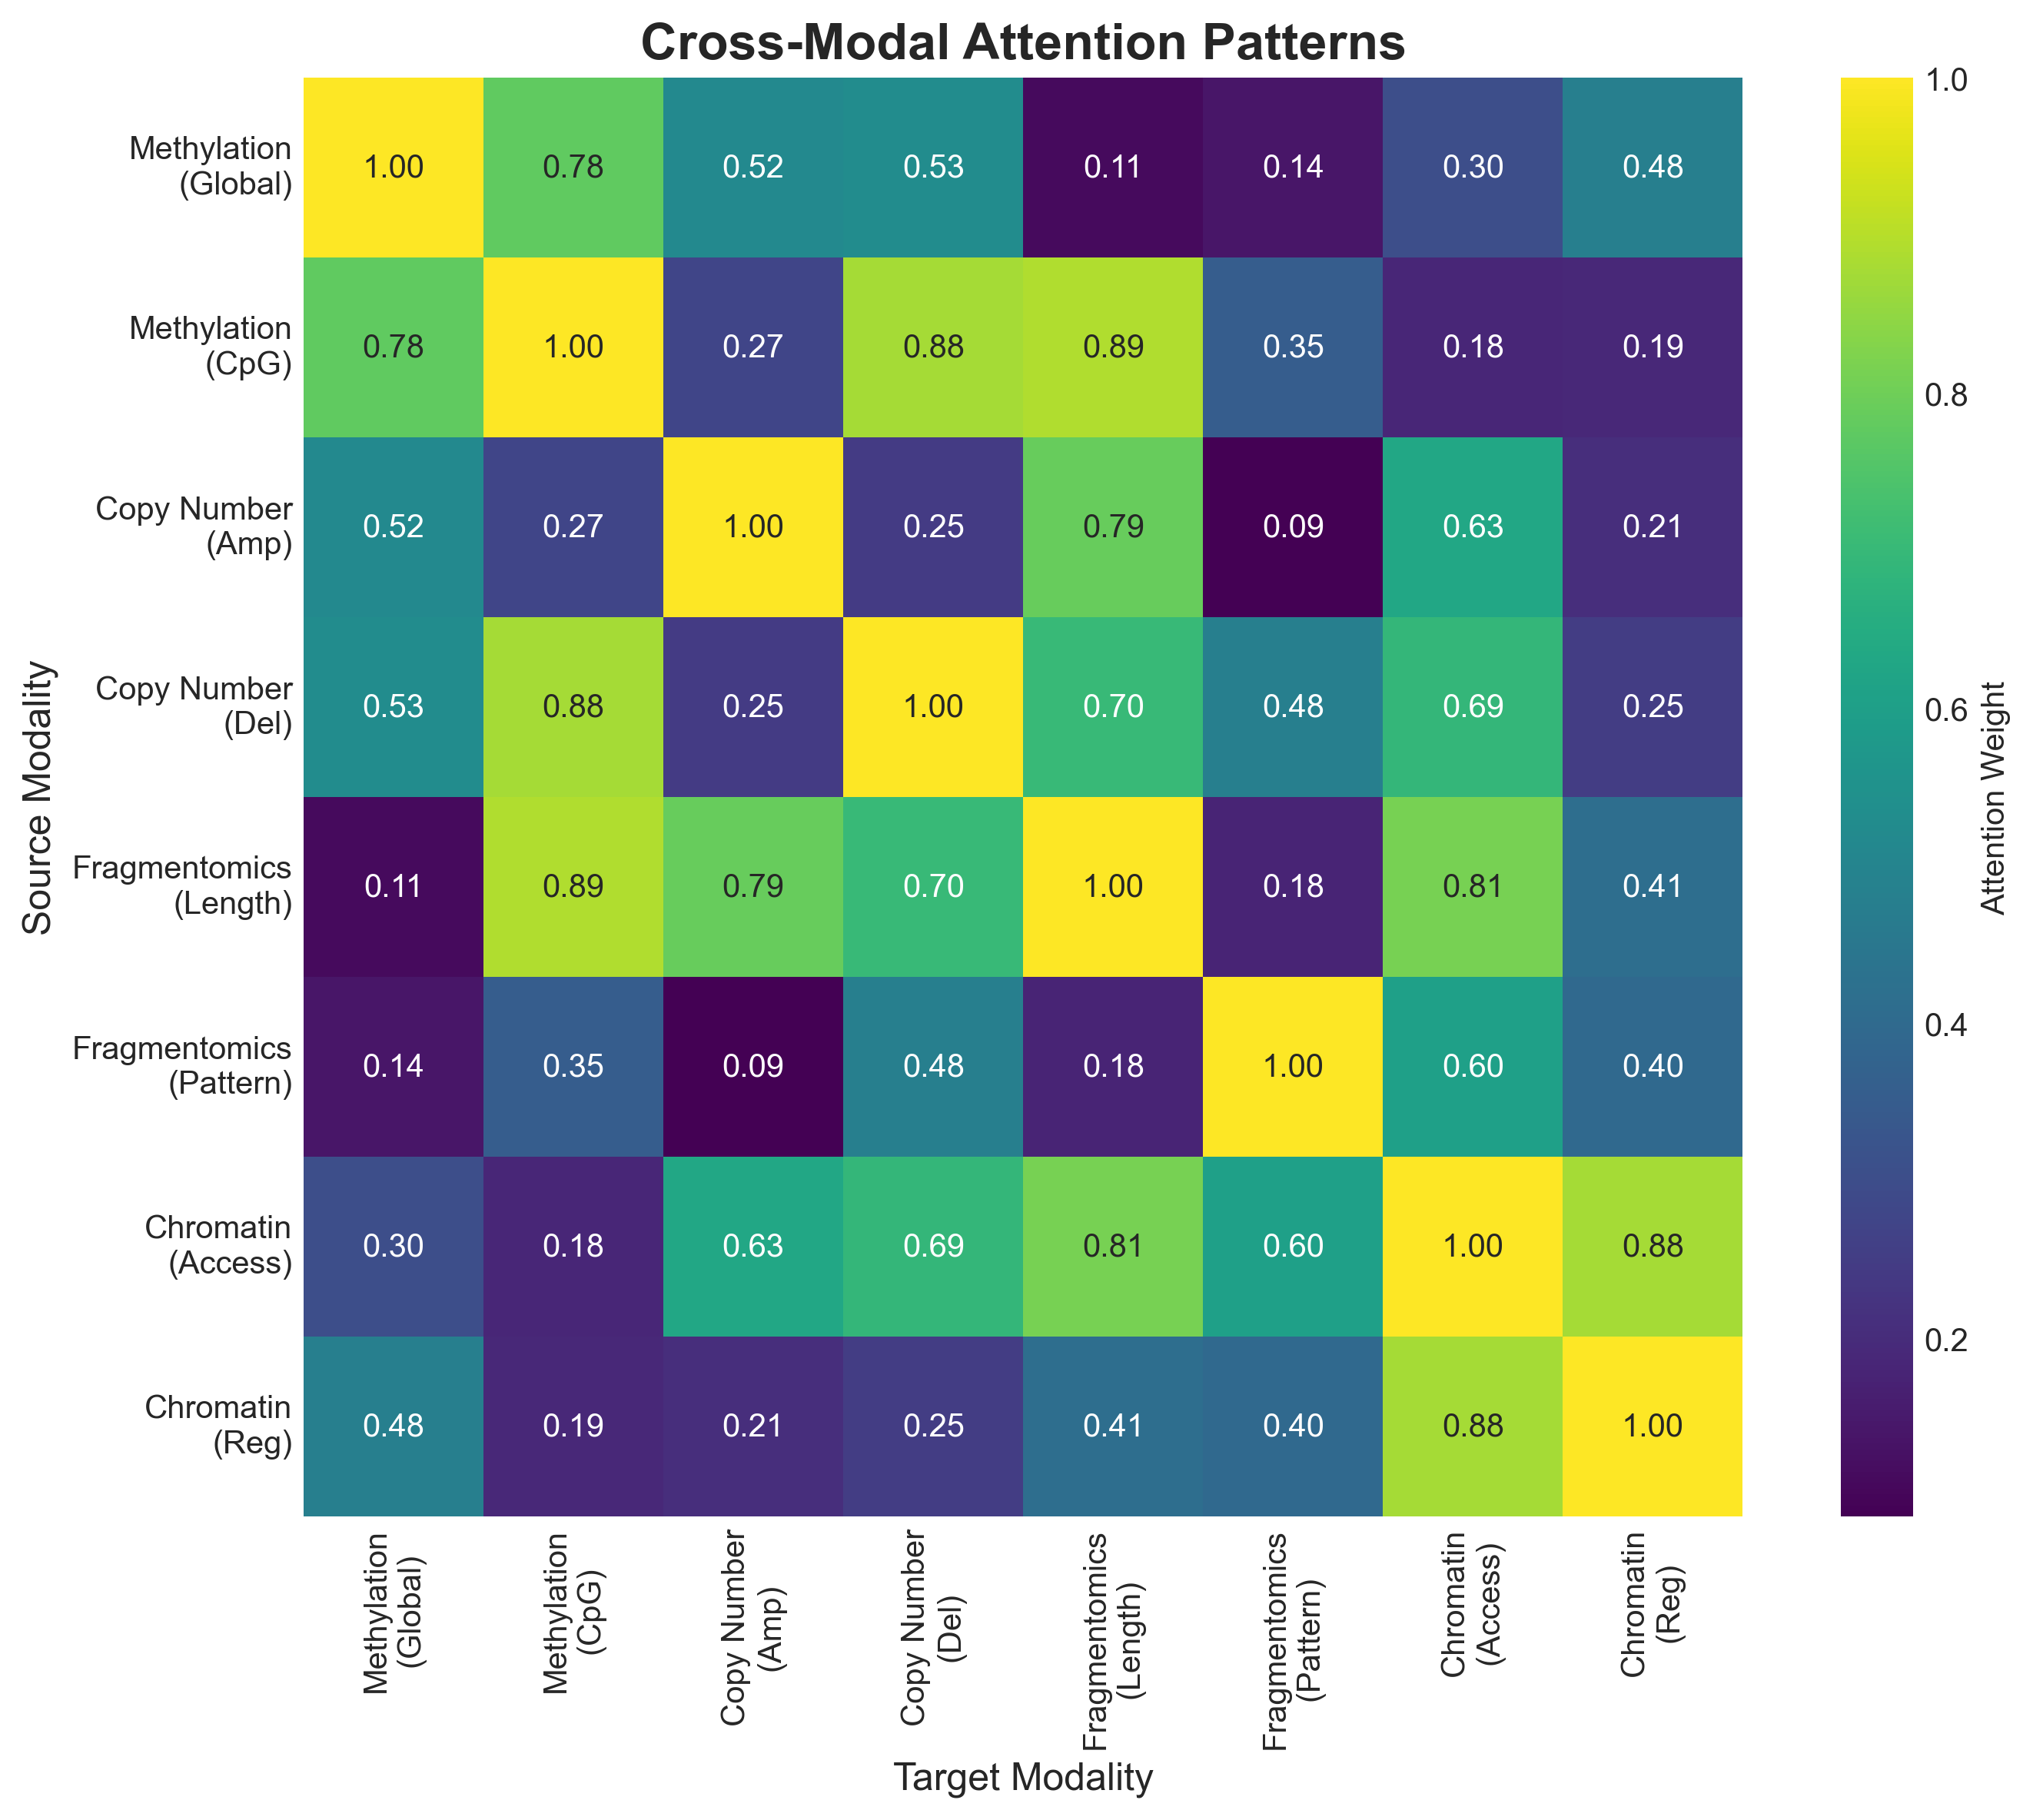 Cross-Modal Attention Patterns
Methylation
(Global)
1.00 0.78 0.52 0.53 0.11 0.14 0.30 0.48
Methylation
(CpG)
0.78 1.00 0.27 0.88 0.89 0.35 0.18 0.19
Copy Number
(Amp)
0.52 0.27 1.00 0.25 0.79 0.09 0.63 0.21
Copy Number
(Del)
0.53 0.88 0.25 1.00 0.70 0.48 0.69 0.25
Fragmentomics
(Length)
0.11 0.89 0.79 0.70 1.00 0.18 0.81 0.41
Fragmentomics
(Pattern)
0.14 0.35 0.09 0.48 0.18 1.00 0.60 0.40
Chromatin
(Access)
0.30 0.18 0.63 0.69 0.81 0.60 1.00 0.88
Chromatin
(Reg)
0.48 0.19 0.21 0.25 0.41 0.40 0.88 1.00
Source Modality
Methylation
(Global)
Methylation
(CpG)
Copy Number
(Amp)
Copy Number
(Del)
Fragmentomics
(Length)
Fragmentomics
(Pattern)
Chromatin
(Access)
Chromatin
(Reg)
Target Modality
1.0
0.8
0.6
0.4
0.2
Attention Weight